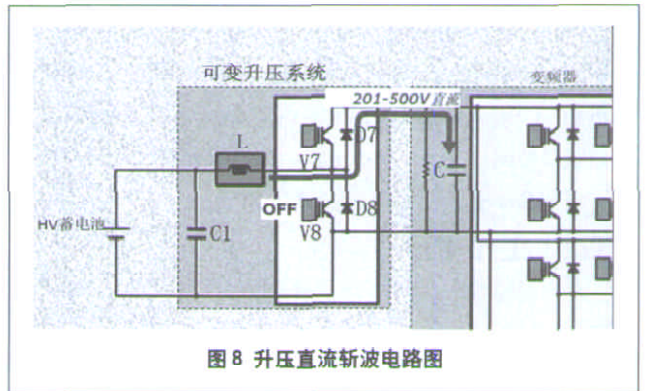 可变升压系统
变频器
201-500V直流
L
D7
V7
C
OFF
D8
HV蓄电池
C1
V8
图8 升压直流斩波电路图